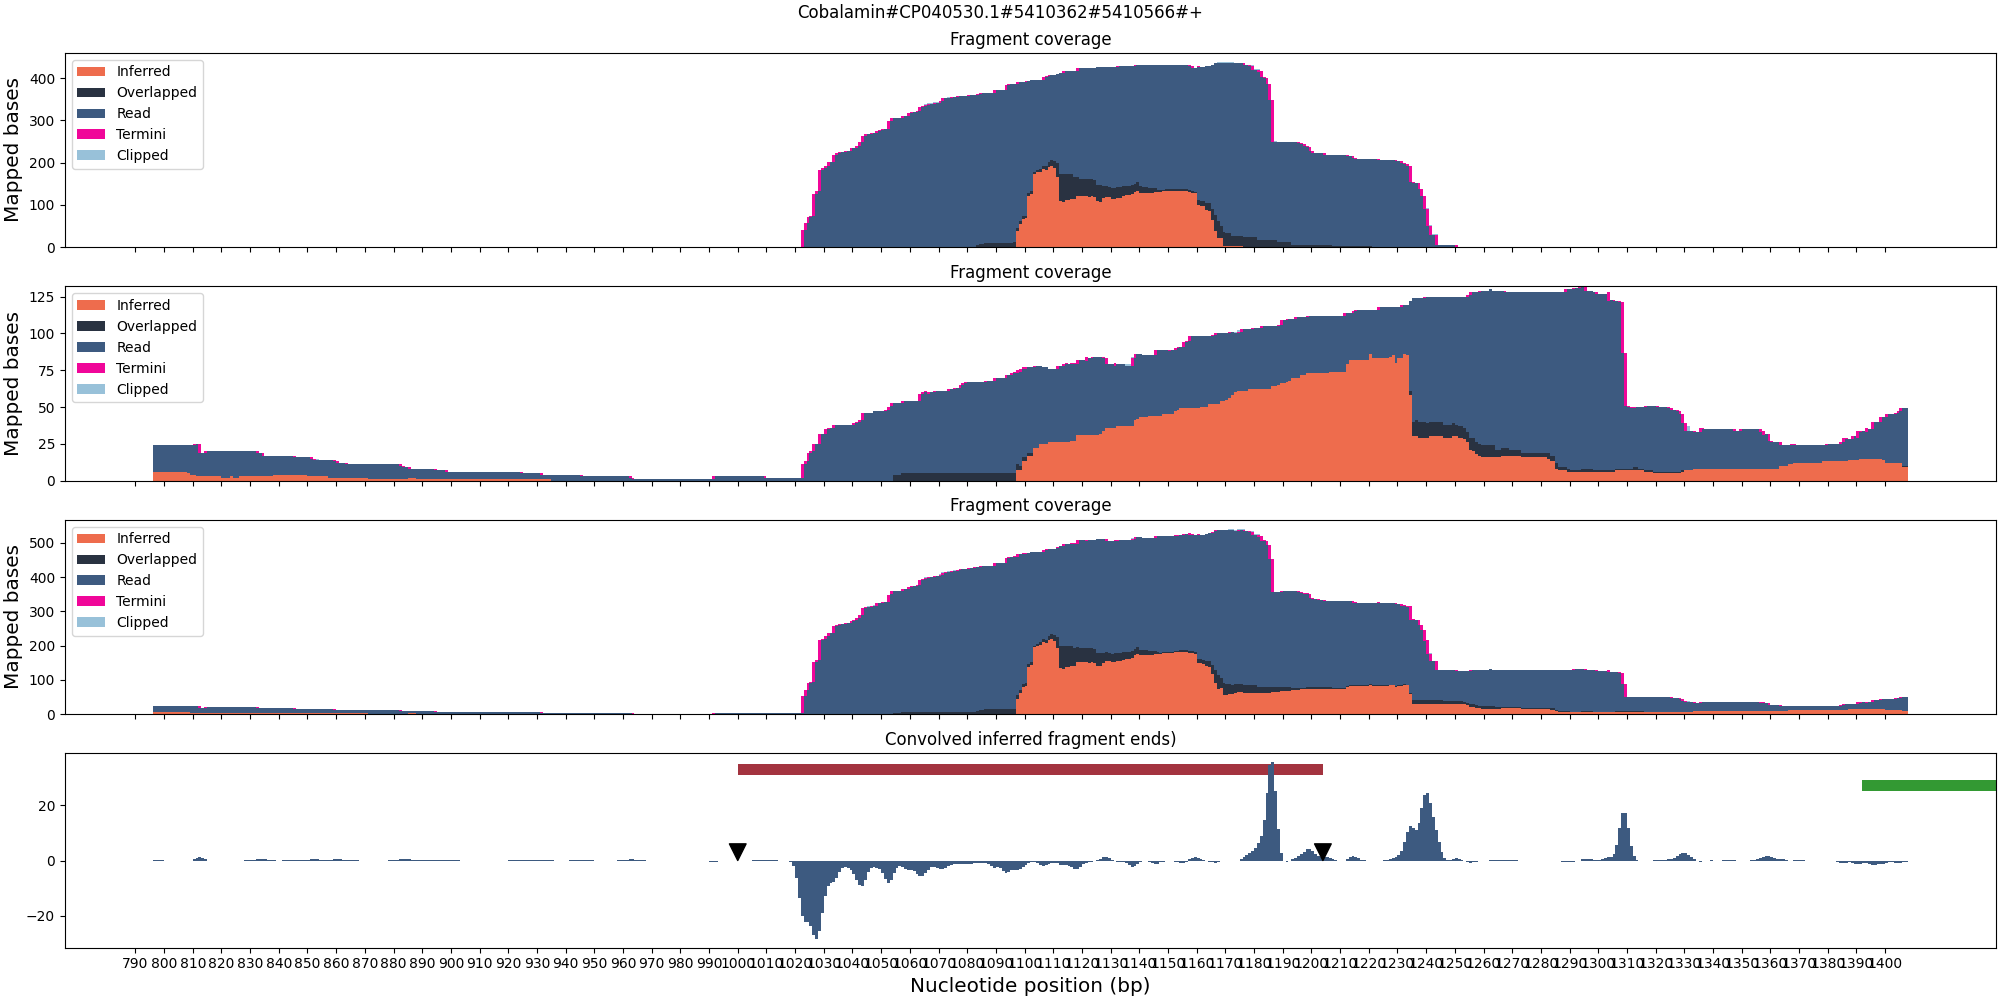 Cobalamin#CP040530.1#5410362#5410566#+
Fragment coverage
Mapped bases
400
300
200
100
0
Inferred
Overlapped
Read
Termini
Clipped
Fragment coverage
Mapped bases
125
100
75
50
25
0
Inferred
Overlapped
Read
Termini
Clipped
Fragment coverage
Mapped bases
500
400
300
200
100
0
Inferred
Overlapped
Read
Termini
Clipped
Convolved inferred fragment ends)
20
0
−20
790 800 810 820 830 840 850 860 870 880 890 900 910 920 930 940 950 960 970 980 990 1000 1010 1020 1030 1040 1050 1060 1070 1080 1090 1100 1110 1120 1130 1140 1150 1160 1170 1180 1190 1200 1210 1220 1230 1240 1250 1260 1270 1280 1290 1300 1310 1320 1330 1340 1350 1360 1370 1380 1390 1400
Nucleotide position (bp)